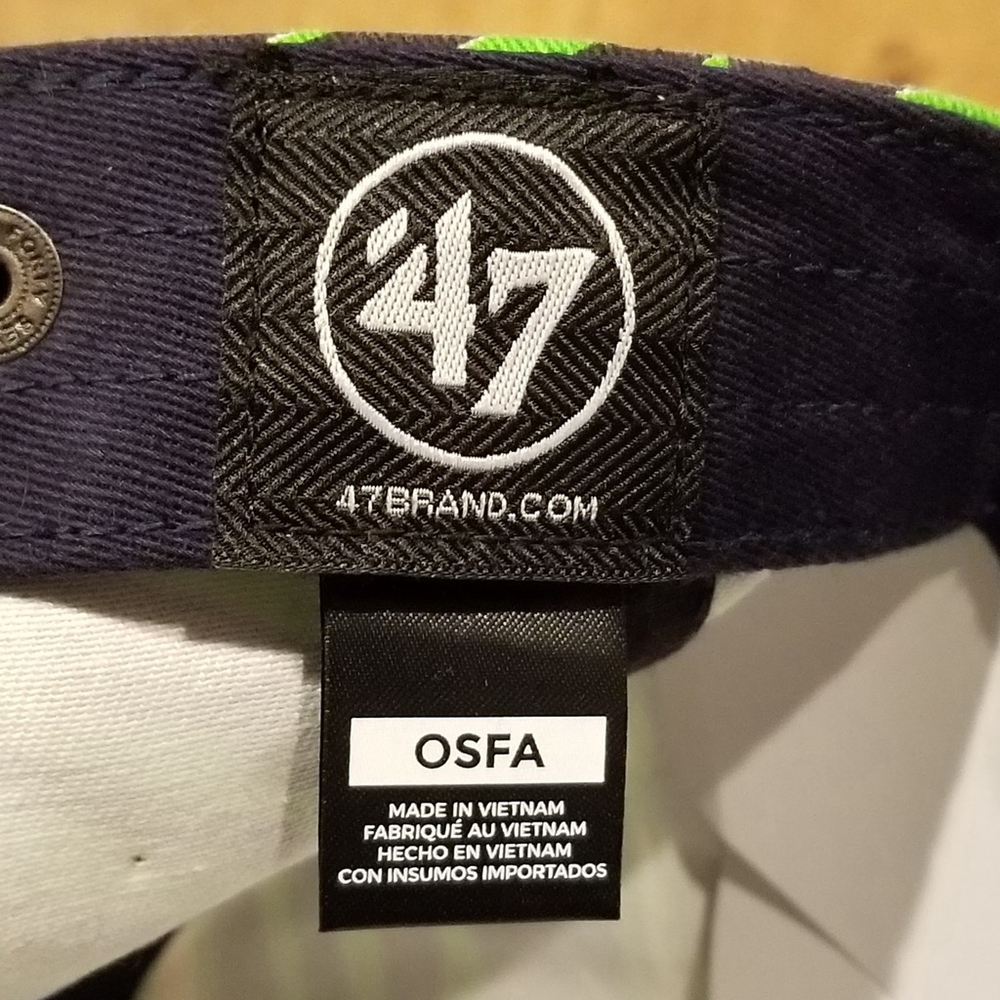 '47
47BRAND.COM
OSFA
MADE IN VIETNAM
FABRIQUÉ AU VIETNAM
HECHO EN VIETNAM
CON INSUMOS IMPORTADOS